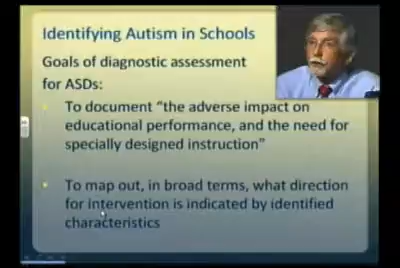 Identifying Autism in Schools
Goals of diagnostic assessment
for ASDs:
To document “the adverse impact on
educational performance, and the need for
specially designed instruction”
To map out, in broad terms, what direction
for intervention is indicated by identified
characteristics